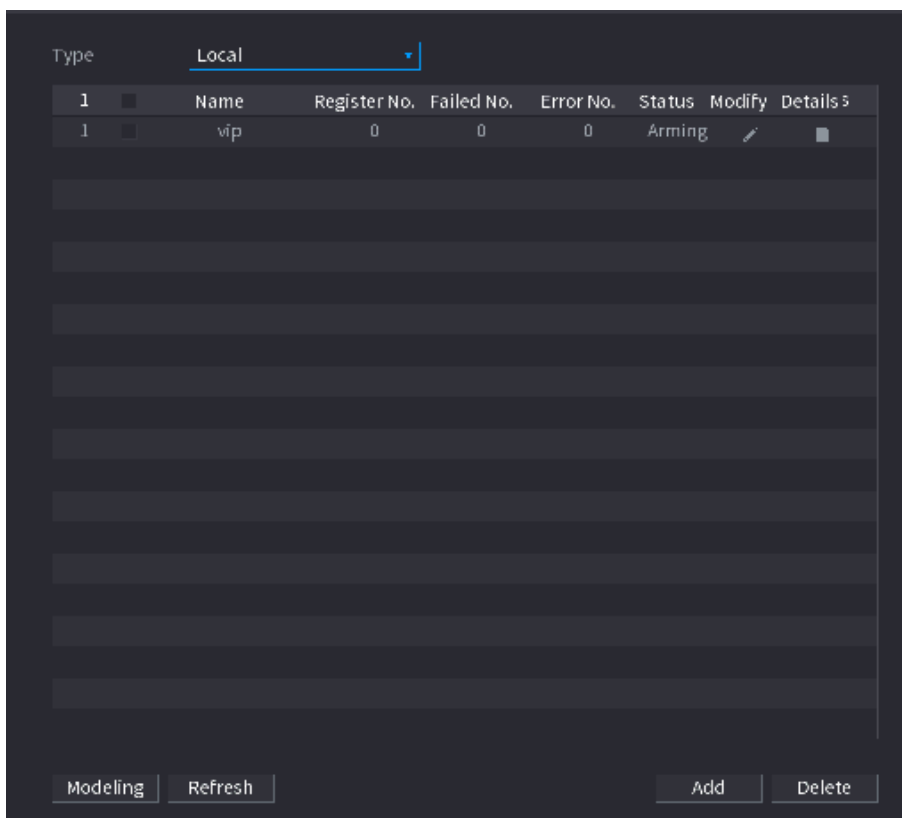 Type Local
1 Name Register No. Failed No. Error No. Status Modify Details
1 vip 0 0 0 Arming
Modeling Refresh Add Delete